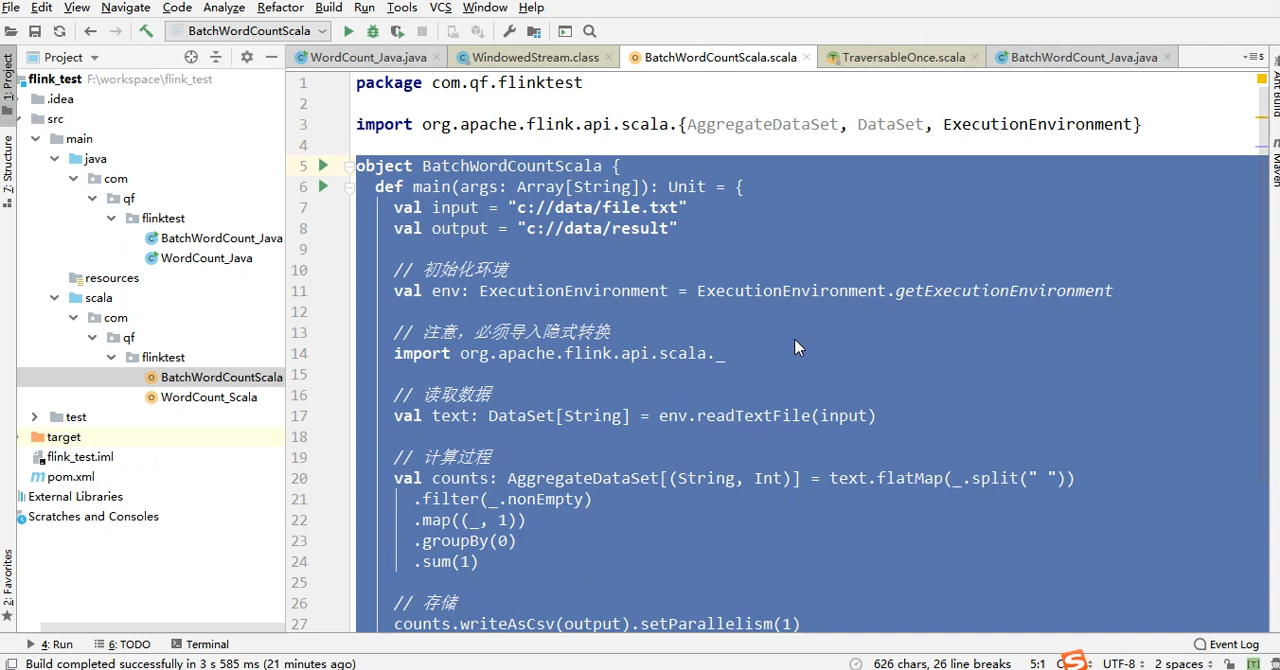 File Edit View Navigate Code Analyze Refactor Build Run Tools VCS Window Help
BatchWordCountScala
Project
WordCount_Java.java WindowedStream.class BatchWordCountScala.scala TraversableOnce.scala BatchWordCount_Java.java
1: Project
7: Structure
2: Favorites
Ant Build
Maven
flink_test F:\workspace\flink_test
.idea
src
main
java
com
qf
flinktest
BatchWordCount_Java
WordCount_Java
resources
scala
com
qf
flinktest
BatchWordCountScala
WordCount_Scala
test
target
flink_test.iml
pom.xml
External Libraries
Scratches and Consoles
1 package com.qf.flinktest
2
3 import org.apache.flink.api.scala.{AggregateDataSet, DataSet, ExecutionEnvironment}
4
5 object BatchWordCountScala {
6 def main(args: Array[String]): Unit = {
7 val input = "c://data/file.txt"
8 val output = "c://data/result"
9
10 // 初始化环境
11 val env: ExecutionEnvironment = ExecutionEnvironment.getExecutionEnvironment
12
13 // 注意，必须导入隐式转换
14 import org.apache.flink.api.scala._
15
16 // 读取数据
17 val text: DataSet[String] = env.readTextFile(input)
18
19 // 计算过程
20 val counts: AggregateDataSet[(String, Int)] = text.flatMap(_.split(" "))
21 .filter(_.nonEmpty)
22 .map((_, 1))
23 .groupBy(0)
24 .sum(1)
25
26 // 存储
27 counts.writeAsCsv(output).setParallelism(1)
4: Run 6: TODO Terminal Event Log
Build completed successfully in 3 s 585 ms (21 minutes ago) 626 chars, 26 line breaks 5:1 UTF-8 2 spaces